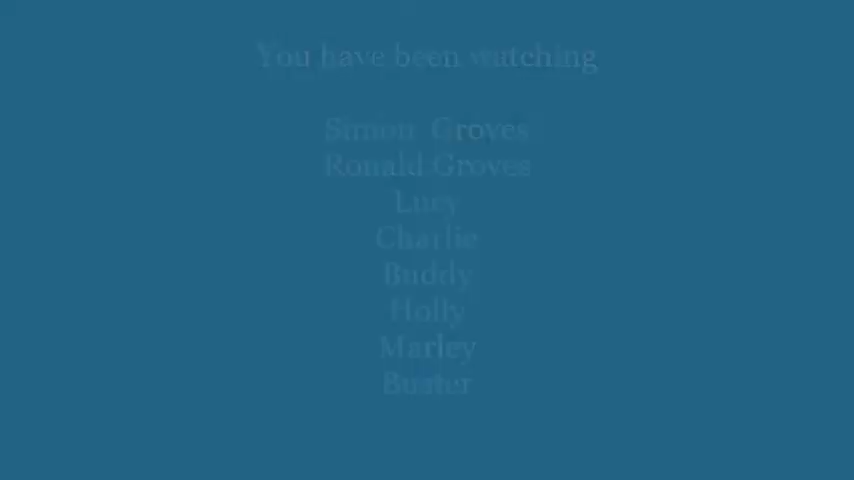 You have been watching
Simon Groves
Ronald Groves
Lucy
Charlie
Buddy
Holly
Marley
Buster